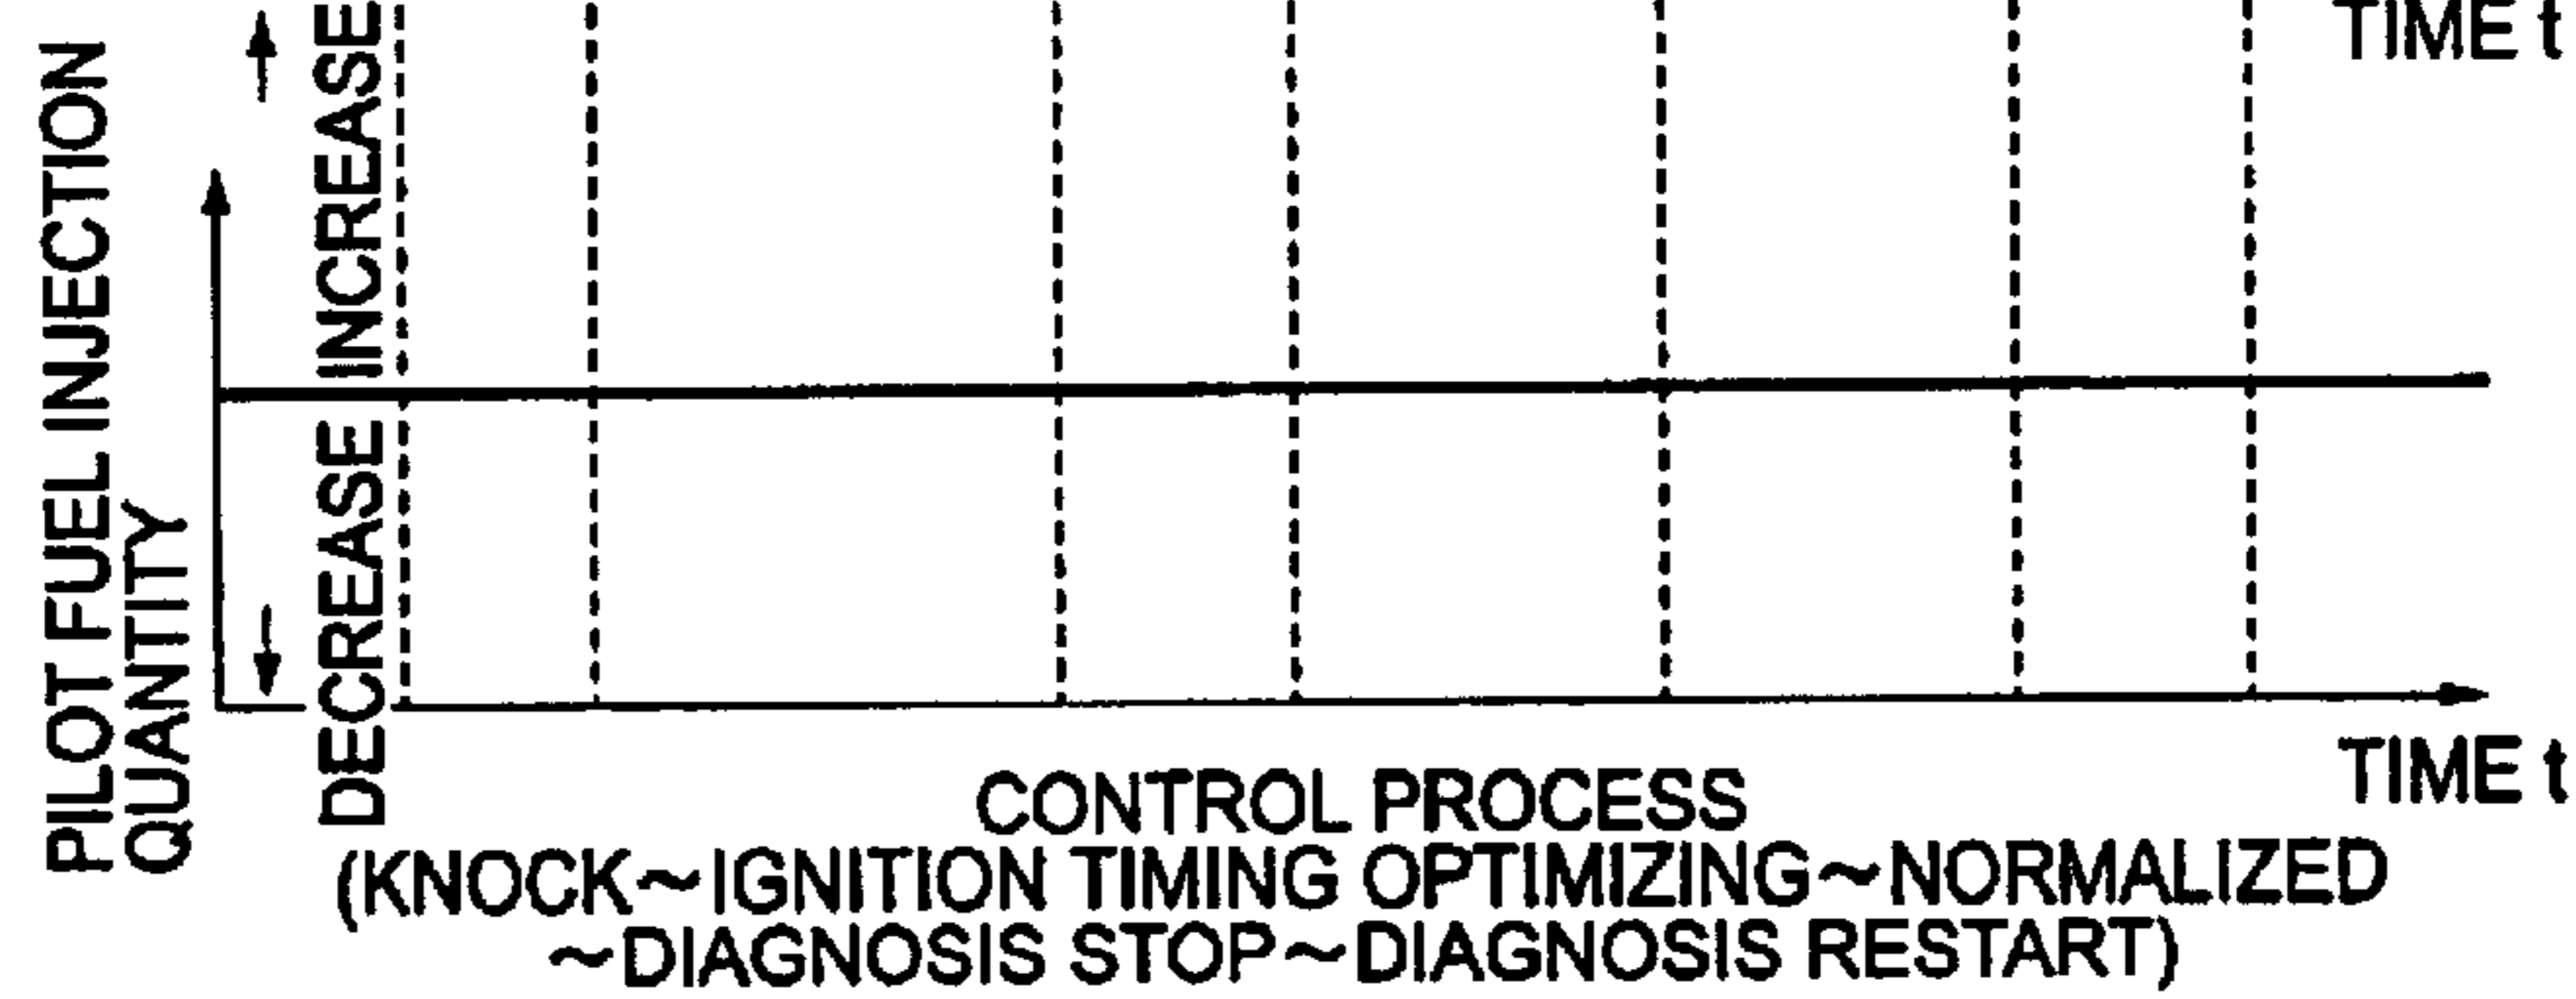 TIME t
PILOT FUEL INJECTION
QUANTITY
INCREASE
DECREASE
TIME t
CONTROL PROCESS
(KNOCK~IGNITION TIMING OPTIMIZING~NORMALIZED
~DIAGNOSIS STOP~DIAGNOSIS RESTART)